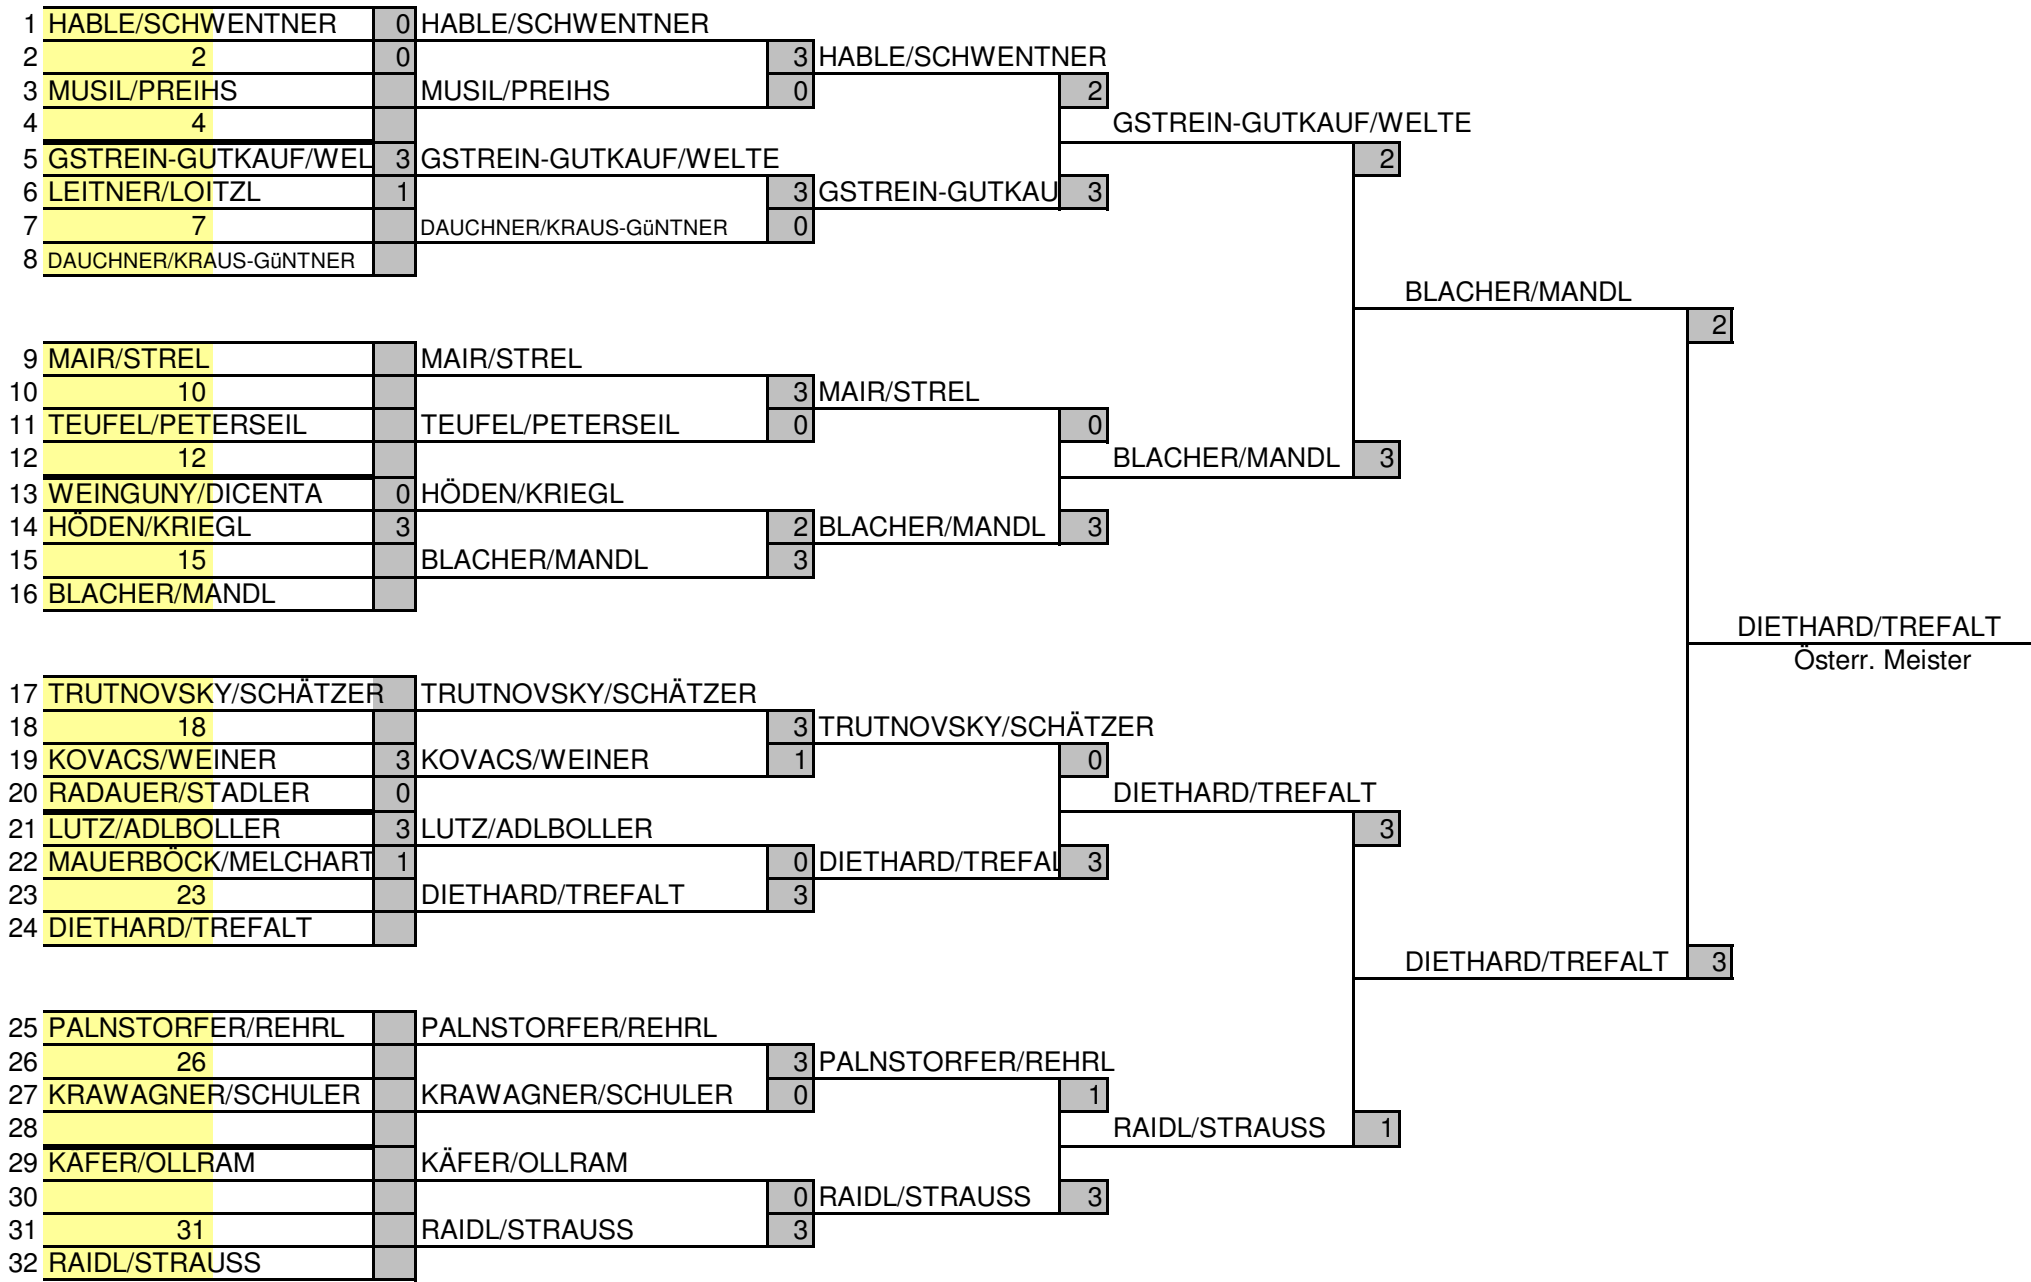 1 HABLE/SCHWENTNER 0 HABLE/SCHWENTNER
2 2 0 3 HABLE/SCHWENTNER
3 MUSIL/PREIHS MUSIL/PREIHS 0 2
4 4 GSTREIN-GUTKAUF/WELTE
5 GSTREIN-GUTKAUF/WEL 3 GSTREIN-GUTKAUF/WELTE 2
6 LEITNER/LOITZL 1 3 GSTREIN-GUTKAU 3
7 7 DAUCHNER/KRAUS-GüNTNER 0
8 DAUCHNER/KRAUS-GüNTNER
BLACHER/MANDL
2
9 MAIR/STREL MAIR/STREL
10 10 3 MAIR/STREL
11 TEUFEL/PETERSEIL TEUFEL/PETERSEIL 0 0
12 12 BLACHER/MANDL 3
13 WEINGUNY/DICENTA 0 HÖDEN/KRIEGL
14 HÖDEN/KRIEGL 3 2 BLACHER/MANDL 3
15 15 BLACHER/MANDL 3
16 BLACHER/MANDL
DIETHARD/TREFALT
Österr. Meister
17 TRUTNOVSKY/SCHÄTZER TRUTNOVSKY/SCHÄTZER
18 18 3 TRUTNOVSKY/SCHÄTZER
19 KOVACS/WEINER 3 KOVACS/WEINER 1 0
20 RADAUER/STADLER 0 DIETHARD/TREFALT
21 LUTZ/ADLBOLLER 3 LUTZ/ADLBOLLER 3
22 MAUERBÖCK/MELCHART 1 0 DIETHARD/TREFAL 3
23 23 DIETHARD/TREFALT 3
24 DIETHARD/TREFALT
DIETHARD/TREFALT 3
25 PALNSTORFER/REHRL PALNSTORFER/REHRL
26 26 3 PALNSTORFER/REHRL
27 KRAWAGNER/SCHULER KRAWAGNER/SCHULER 0 1
28 RAIDL/STRAUSS 1
29 KÄFER/OLLRAM KÄFER/OLLRAM
30 0 RAIDL/STRAUSS 3
31 31 RAIDL/STRAUSS 3
32 RAIDL/STRAUSS